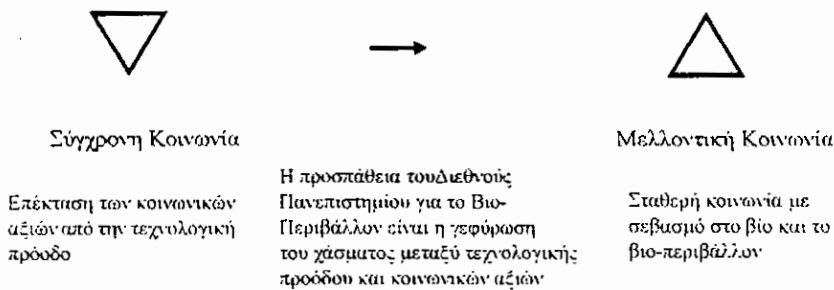 Σύγχρονη Κοινωνία
Επέκταση των κοινωνικών
αξιών από την τεχνολογική
πρόοδο
Η προσπάθεια τουΔιεθνούς
Πανεπιστημίου για το Βιο-
Περιβάλλον είναι η γεφύρωση
του χάσματος μεταξύ τεχνολογικής
προόδου και κοινωνικών αξιών
Μελλοντική Κοινωνία
Σταθερή κοινωνία με
σεβασμό στο βίο και το
βιο-περιβάλλον